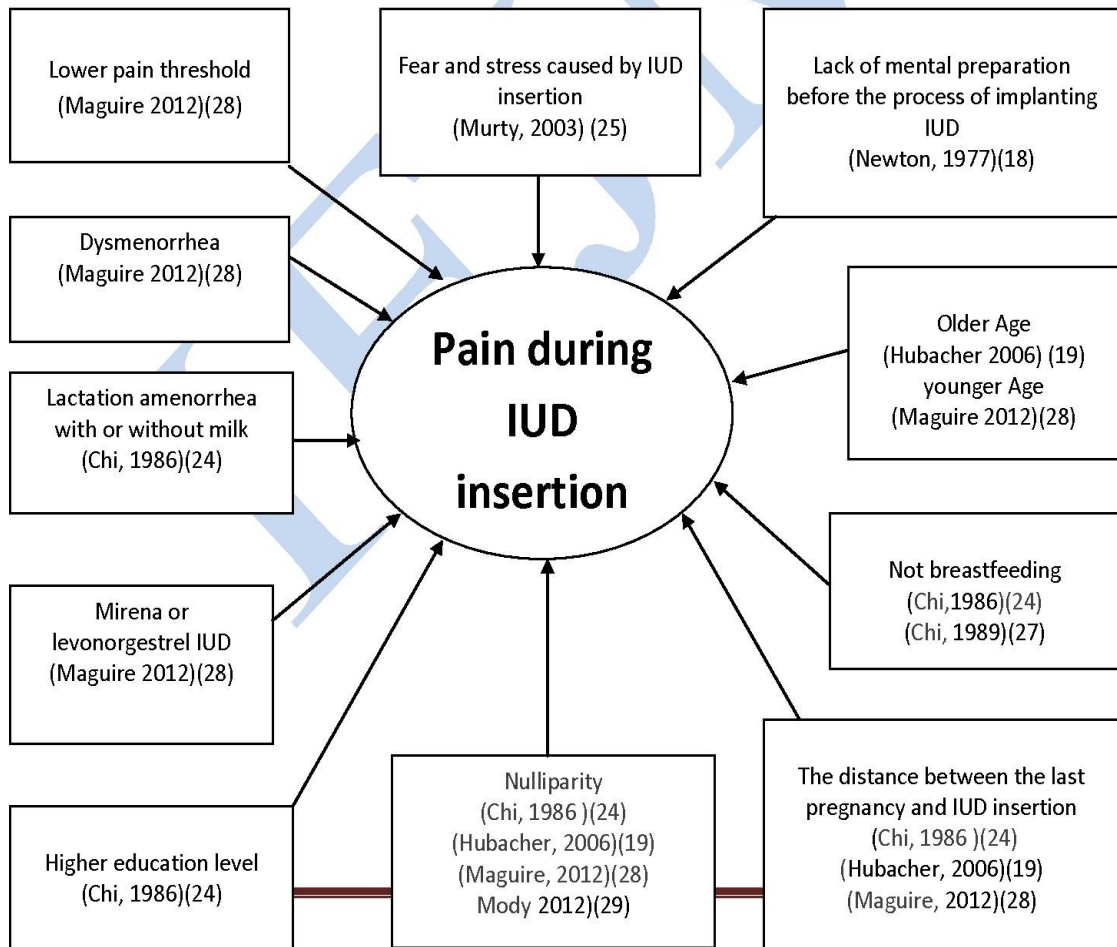 Lower pain threshold
(Maguire 2012)(28)
Fear and stress caused by IUD
insertion
(Murty, 2003) (25)
Lack of mental preparation
before the process of implanting
IUD
(Newton, 1977)(18)
Dysmenorrhea
(Maguire 2012)(28)
Pain during
IUD
insertion
Older Age
(Hubacher 2006) (19)
younger Age
(Maguire 2012)(28)
Lactation amenorrhea
with or without milk
(Chi, 1986)(24)
Not breastfeeding
(Chi,1986)(24)
(Chi, 1989)(27)
Mirena or
levonorgestrel IUD
(Maguire 2012)(28)
Higher education level
(Chi, 1986)(24)
Nulliparity
(Chi, 1986 )(24)
(Hubacher, 2006)(19)
(Maguire, 2012)(28)
Mody 2012)(29)
The distance between the last
pregnancy and IUD insertion
(Chi, 1986 )(24)
(Hubacher, 2006)(19)
(Maguire, 2012)(28)